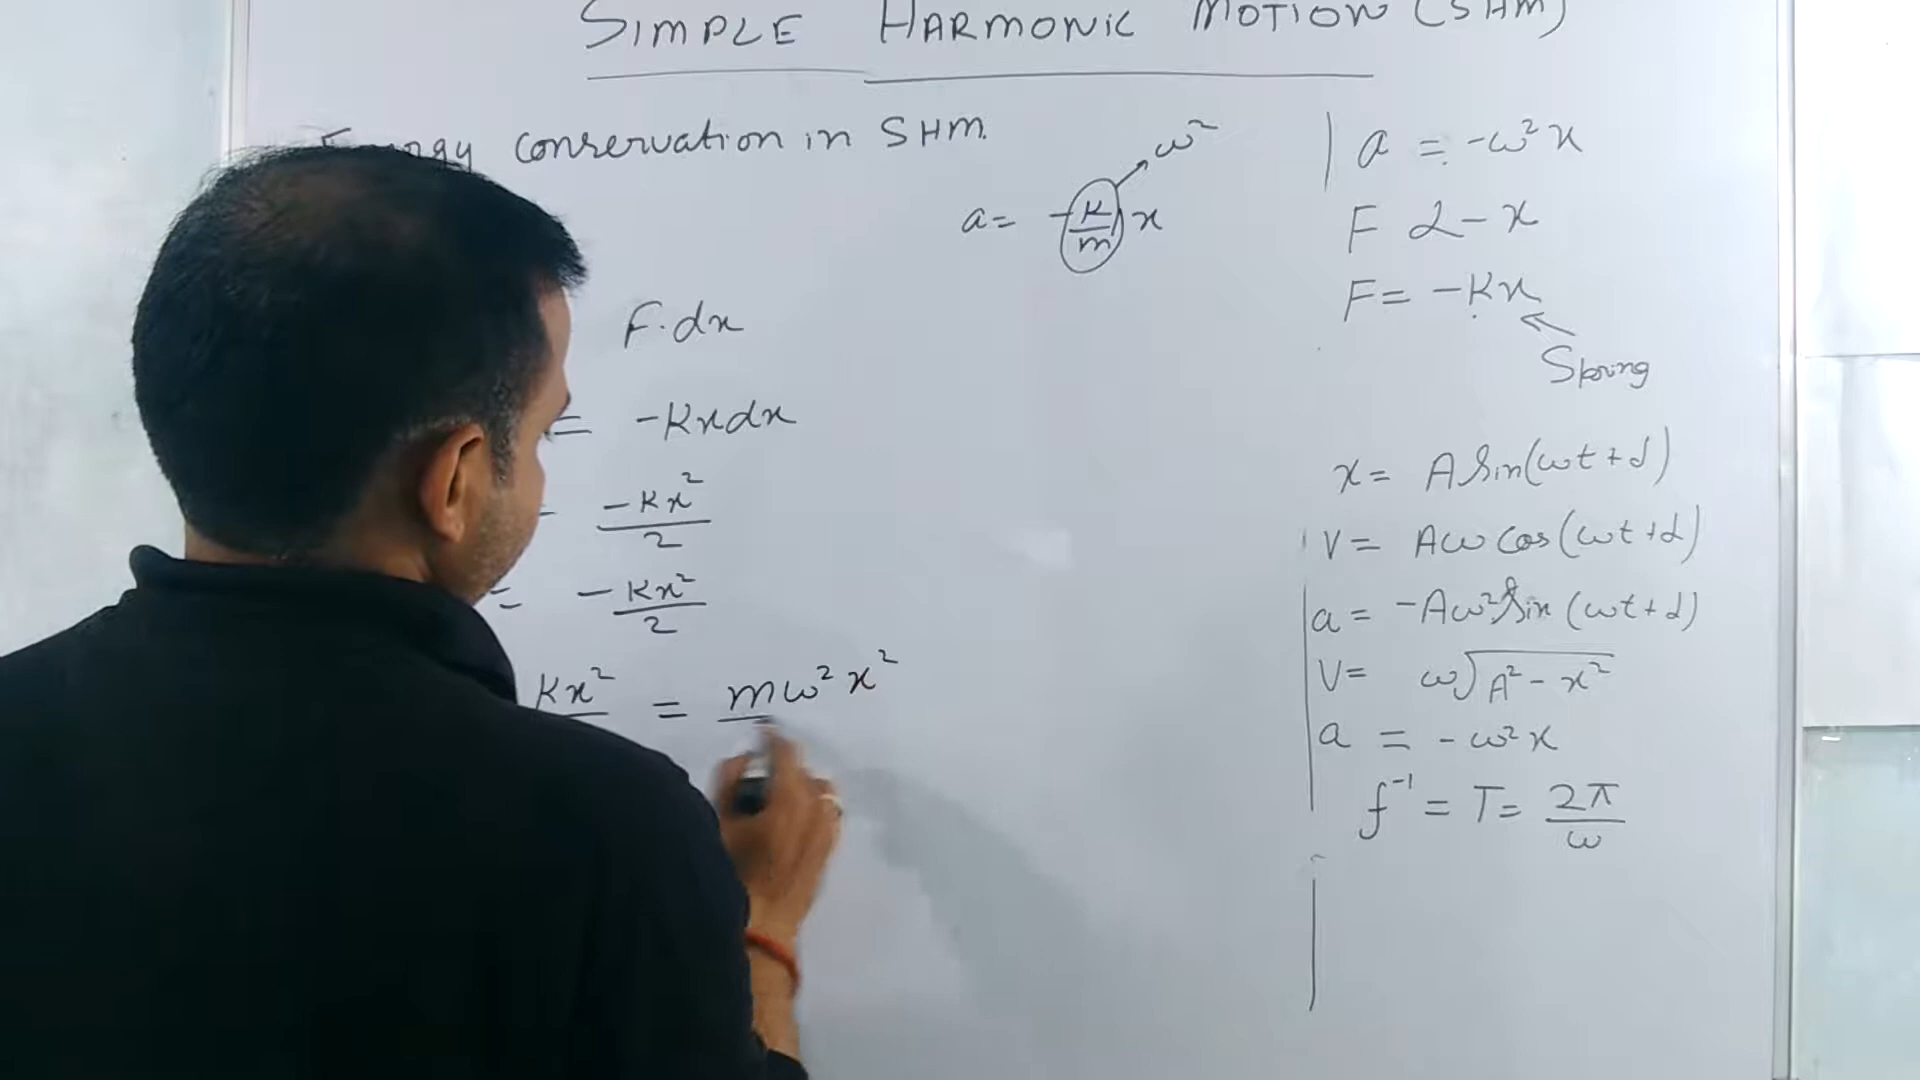 SIMPLE HARMONIC MOTION (SHM)
conservation in SHM.
a = -(K/m)x → ω²
F·dx
= -Kxdx
= -Kx²/2
= -Kx²/2
Kx² = mω²x²
a = -ω²x
F α -x
F = -Kx
Spring
x = A Sin(ωt+δ)
V = Aω Cos(ωt+δ)
a = -Aω² Sin(ωt+δ)
V = ω√(A²-x²)
a = -ω²x
f⁻¹ = T = 2π/ω